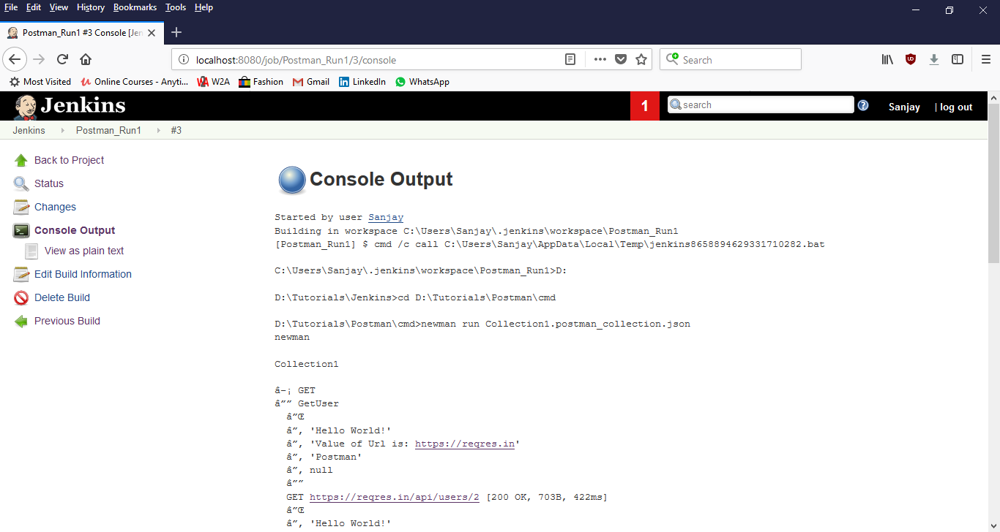 File Edit View History Bookmarks Tools Help
Postman_Run1 #3 Console [Jen
localhost:8080/job/Postman_Run1/3/console
Search
Most Visited Online Courses - Anyti... W2A Fashion Gmail LinkedIn WhatsApp
Jenkins 1 search Sanjay | log out
Jenkins Postman_Run1 #3
Back to Project
Status
Changes
Console Output
View as plain text
Edit Build Information
Delete Build
Previous Build
Console Output
Started by user Sanjay
Building in workspace C:\Users\Sanjay\.jenkins\workspace\Postman_Run1
[Postman_Run1] $ cmd /c call C:\Users\Sanjay\AppData\Local\Temp\jenkins8658894629331710282.bat
C:\Users\Sanjay\.jenkins\workspace\Postman_Run1>D:
D:\Tutorials\Jenkins>cd D:\Tutorials\Postman\cmd
D:\Tutorials\Postman\cmd>newman run Collection1.postman_collection.json
newman
Collection1
â–¡ GET
â”” GetUser
â”Œ
â”‚ 'Hello World!'
â”‚ 'Value of Url is: https://reqres.in'
â”‚ 'Postman'
â”‚ null
â””
GET https://reqres.in/api/users/2 [200 OK, 703B, 422ms]
â”Œ
â”‚ 'Hello World!'